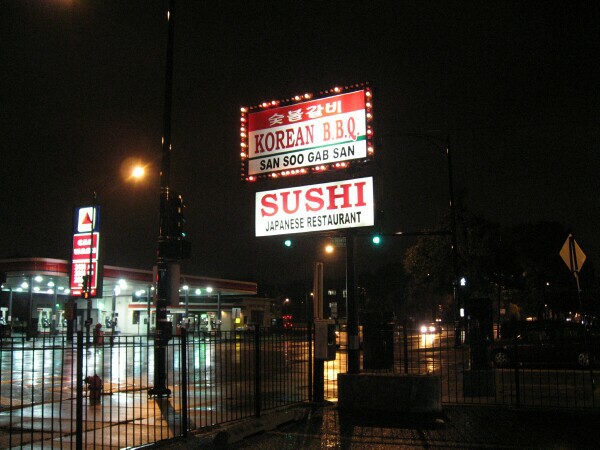 숯불갈비
KOREAN B.B.Q.
SAN SOO GAB SAN
SUSHI
JAPANESE RESTAURANT